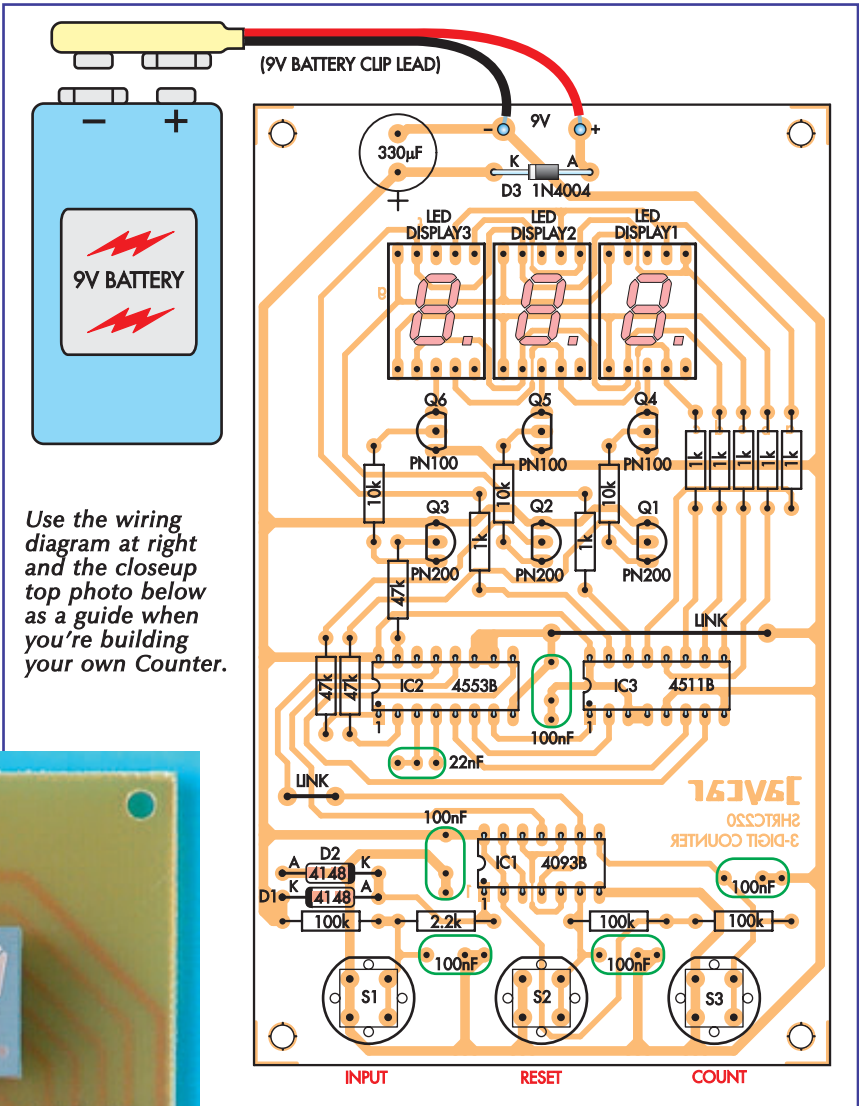 (9V BATTERY CLIP LEAD)
− +
9V BATTERY
− 9V +
330µF
+
K A
D3 1N4004
LED DISPLAY3
LED DISPLAY2
LED DISPLAY1
g
Q6
Q5
Q4
PN100
PN100
PN100
10k
10k
10k
1k
1k
1k
1k
1k
Q3
Q2
Q1
1k
1k
PN200
PN200
PN200
47k
Use the wiring
diagram at right
and the closeup
top photo below
as a guide when
you're building
your own Counter.
LINK
47k
47k
IC2 4553B
1
IC3 4511B
1
100nF
22nF
LINK
Jaycar
SHRTC220
3-DIGIT COUNTER
100nF
1
IC1 4093B
1
A D2 K
4148
D1 K A
4148
100nF
100k
2.2k
100k
100k
100nF
100nF
S1
S2
S3
INPUT
RESET
COUNT